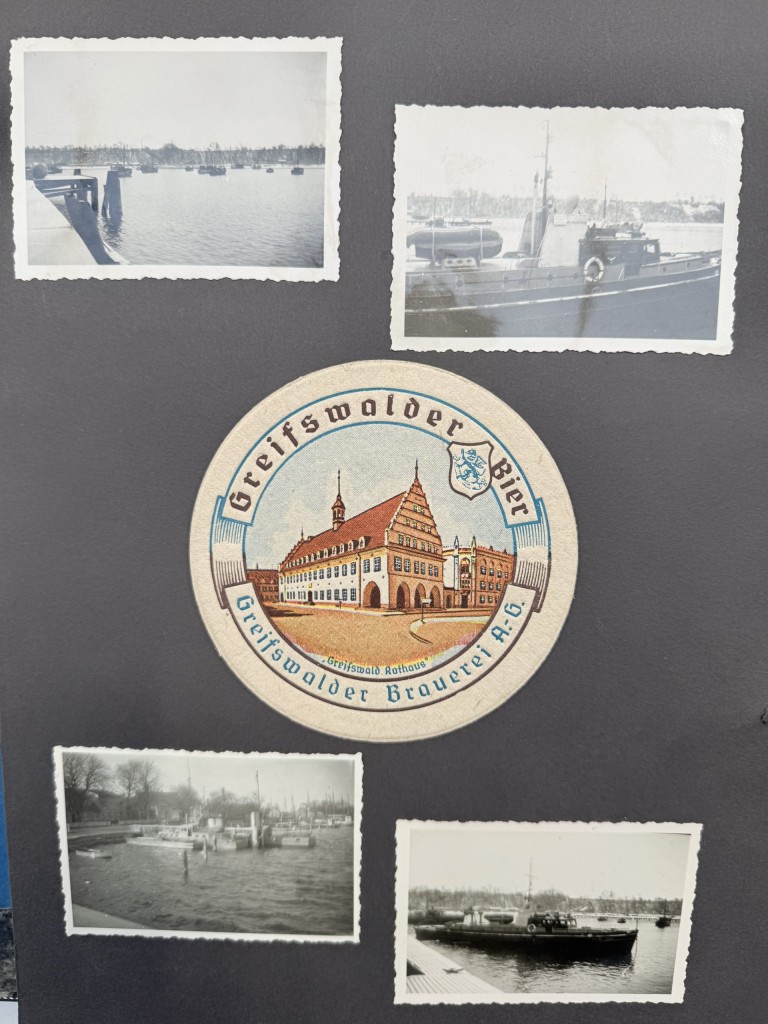 Greifswalder Bier
„Greifswald. Rathaus"
Greifswalder Brauerei A.-G.